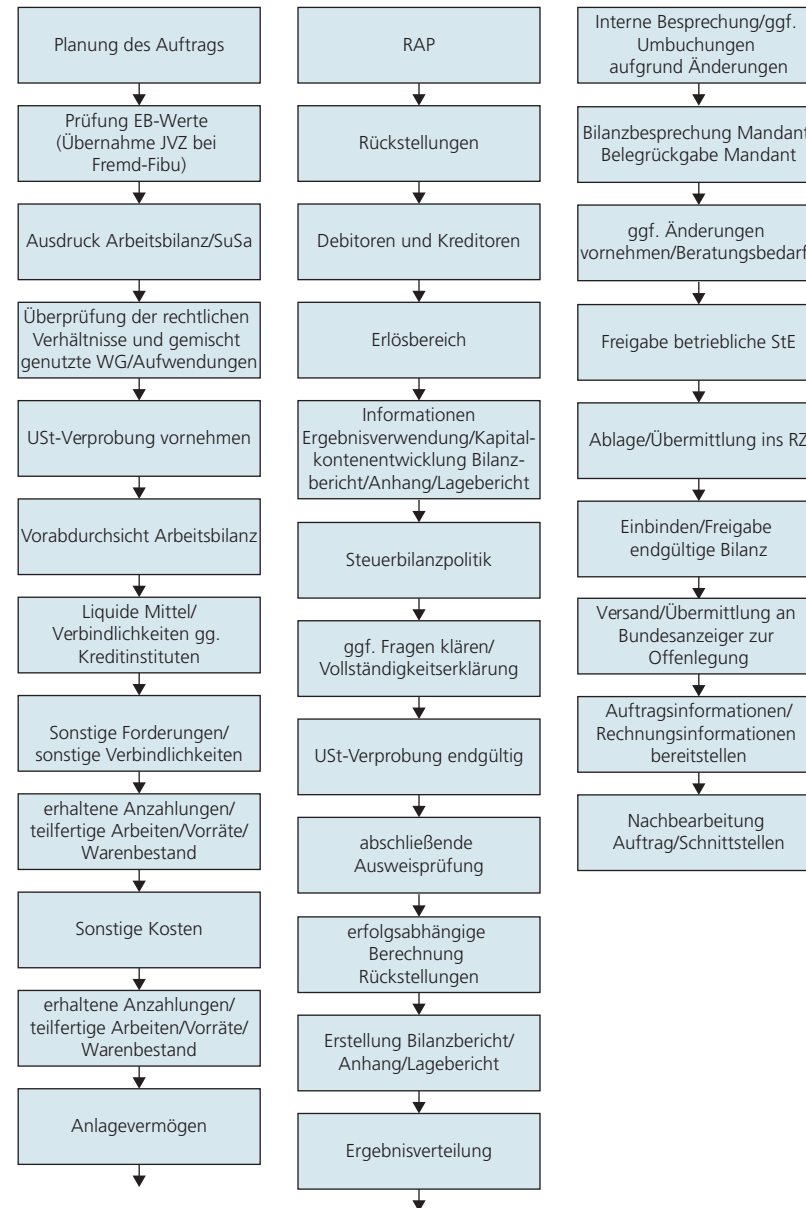 Planung des Auftrags
Prüfung EB-Werte
(Übernahme JVZ bei
Fremd-Fibu)
Ausdruck Arbeitsbilanz/SuSa
Überprüfung der rechtlichen
Verhältnisse und gemischt
genutzte WG/Aufwendungen
USt-Verprobung vornehmen
Vorabdurchsicht Arbeitsbilanz
Liquide Mittel/
Verbindlichkeiten gg.
Kreditinstituten
Sonstige Forderungen/
sonstige Verbindlichkeiten
erhaltene Anzahlungen/
teilfertige Arbeiten/Vorräte/
Warenbestand
Sonstige Kosten
erhaltene Anzahlungen/
teilfertige Arbeiten/Vorräte/
Warenbestand
Anlagevermögen
RAP
Rückstellungen
Debitoren und Kreditoren
Erlösbereich
Informationen
Ergebnisverwendung/Kapital-
kontenentwicklung Bilanz-
bericht/Anhang/Lagebericht
Steuerbilanzpolitik
ggf. Fragen klären/
Vollständigkeitserklärung
USt-Verprobung endgültig
abschließende
Ausweisprüfung
erfolgsabhängige
Berechnung
Rückstellungen
Erstellung Bilanzbericht/
Anhang/Lagebericht
Ergebnisverteilung
Interne Besprechung/ggf.
Umbuchungen
aufgrund Änderungen
Bilanzbesprechung Mandant
Belegrückgabe Mandant
ggf. Änderungen
vornehmen/Beratungsbedarf
Freigabe betriebliche StE
Ablage/Übermittlung ins RZ
Einbinden/Freigabe
endgültige Bilanz
Versand/Übermittlung an
Bundesanzeiger zur
Offenlegung
Auftragsinformationen/
Rechnungsinformationen
bereitstellen
Nachbearbeitung
Auftrag/Schnittstellen